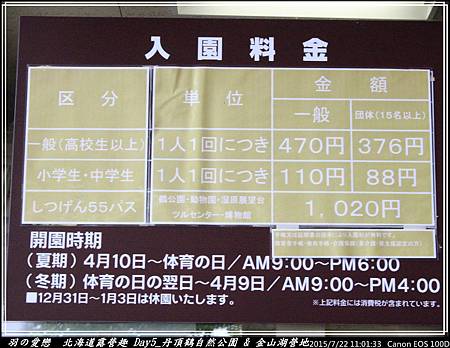 入園料金
区分 単位 金額
一般 団体(15名以上)
一般(高校生以上) 1人1回につき 470円 376円
小学生・中学生 1人1回につき 110円 88円
しつげん55パス 鶴公園・動物園・湿原展望台 1,020円
ツルセンター・博物館
開園時期
(夏期) 4月10日~体育の日/AM9:00~PM6:00
(冬期) 体育の日の翌日~4月9日/AM9:00~PM4:00
■12月31日~1月3日は休園いたします。
※上記料金には消費税が含まれています。
羽の愛戀 北海道露營趣 Day5_丹頂鶴自然公園 & 金山湖營地 2015/7/22 11:01:33 Canon EOS 100D